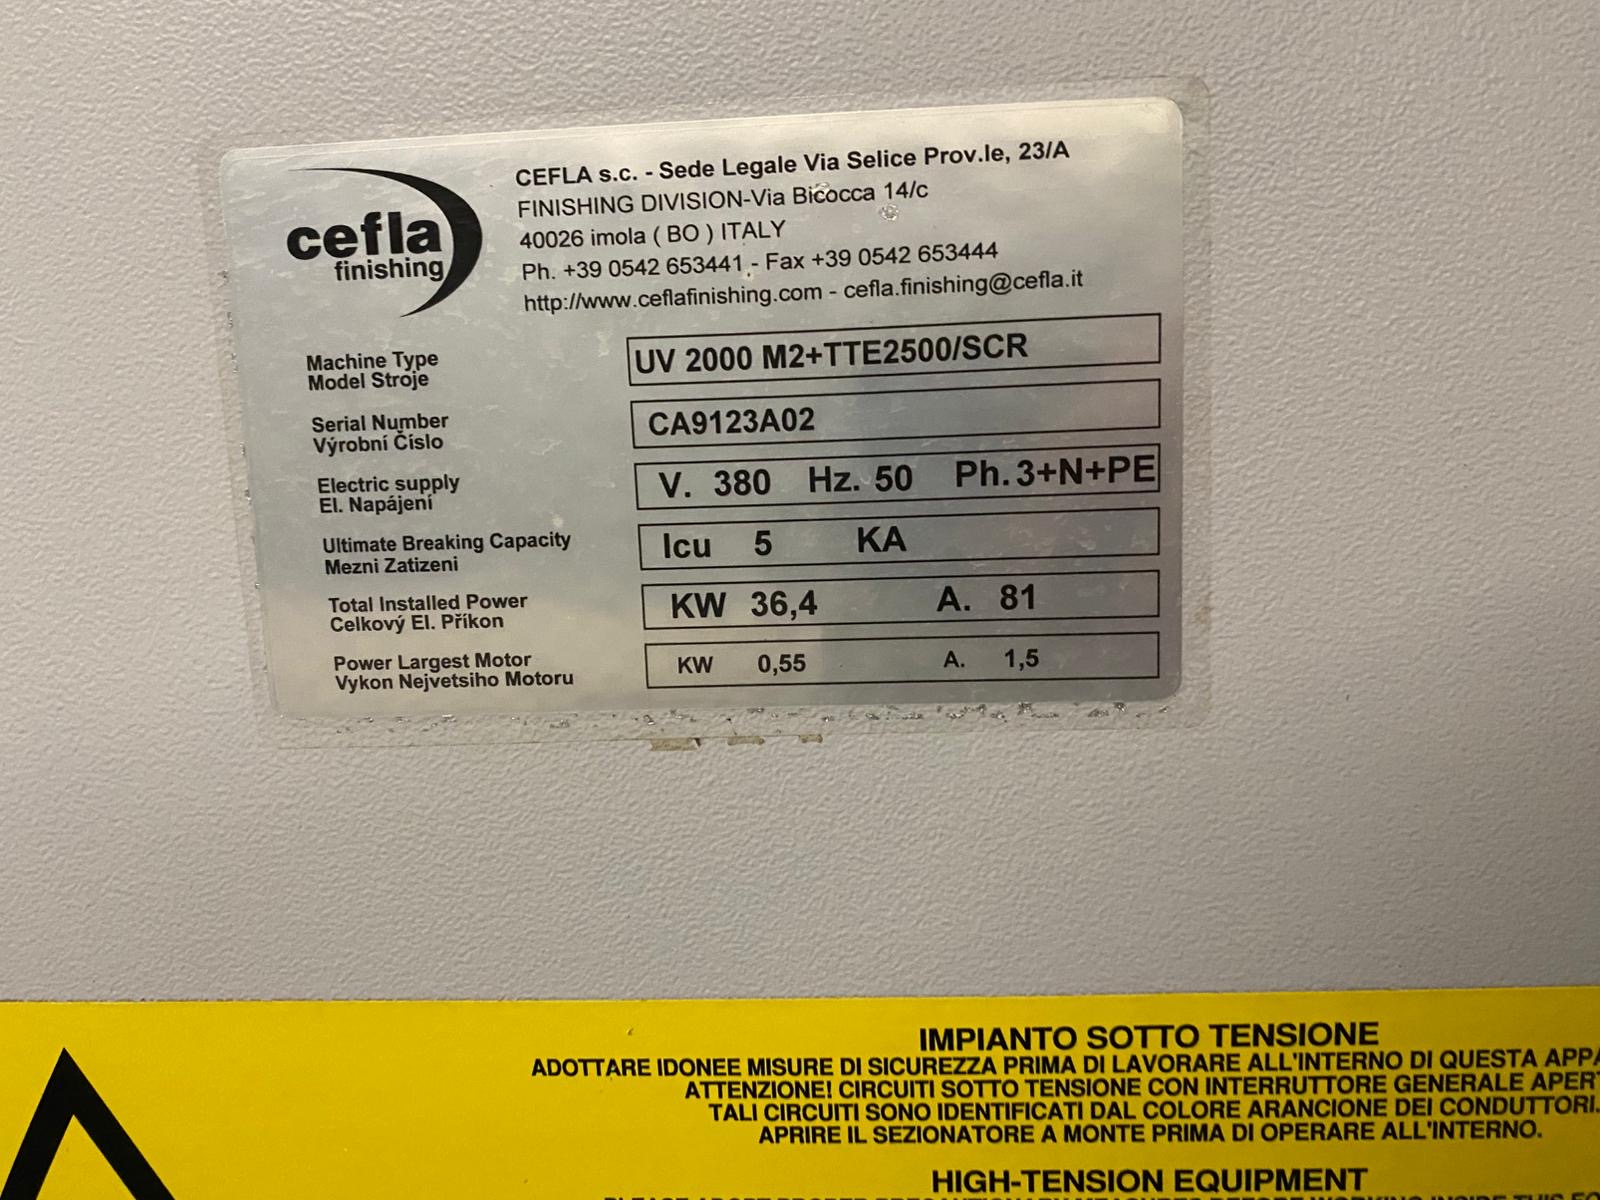 cefla
finishing
CEFLA s.c. - Sede Legale Via Selice Prov.le, 23/A
FINISHING DIVISION-Via Bicocca 14/c
40026 imola ( BO ) ITALY
Ph. +39 0542 653441 - Fax +39 0542 653444
http://www.ceflafinishing.com - cefla.finishing@cefla.it
Machine Type
Model Stroje
UV 2000 M2+TTE2500/SCR
Serial Number
Výrobní Číslo
CA9123A02
Electric supply
El. Napájení
V. 380 Hz. 50 Ph. 3+N+PE
Ultimate Breaking Capacity
Mezni Zatizeni
Icu 5 KA
Total Installed Power
Celkový El. Příkon
KW 36,4 A. 81
Power Largest Motor
Vykon Nejvetsiho Motoru
KW 0,55 A. 1,5
IMPIANTO SOTTO TENSIONE
ADOTTARE IDONEE MISURE DI SICUREZZA PRIMA DI LAVORARE ALL'INTERNO DI QUESTA
ATTENZIONE! CIRCUITI SOTTO TENSIONE CON INTERRUTTORE GENERALE
TALI CIRCUITI SONO IDENTIFICATI DAL COLORE ARANCIONE DEI CONDUTTORI.
APRIRE IL SEZIONATORE A MONTE PRIMA DI OPERARE ALL'INTERNO.
HIGH-TENSION EQUIPMENT